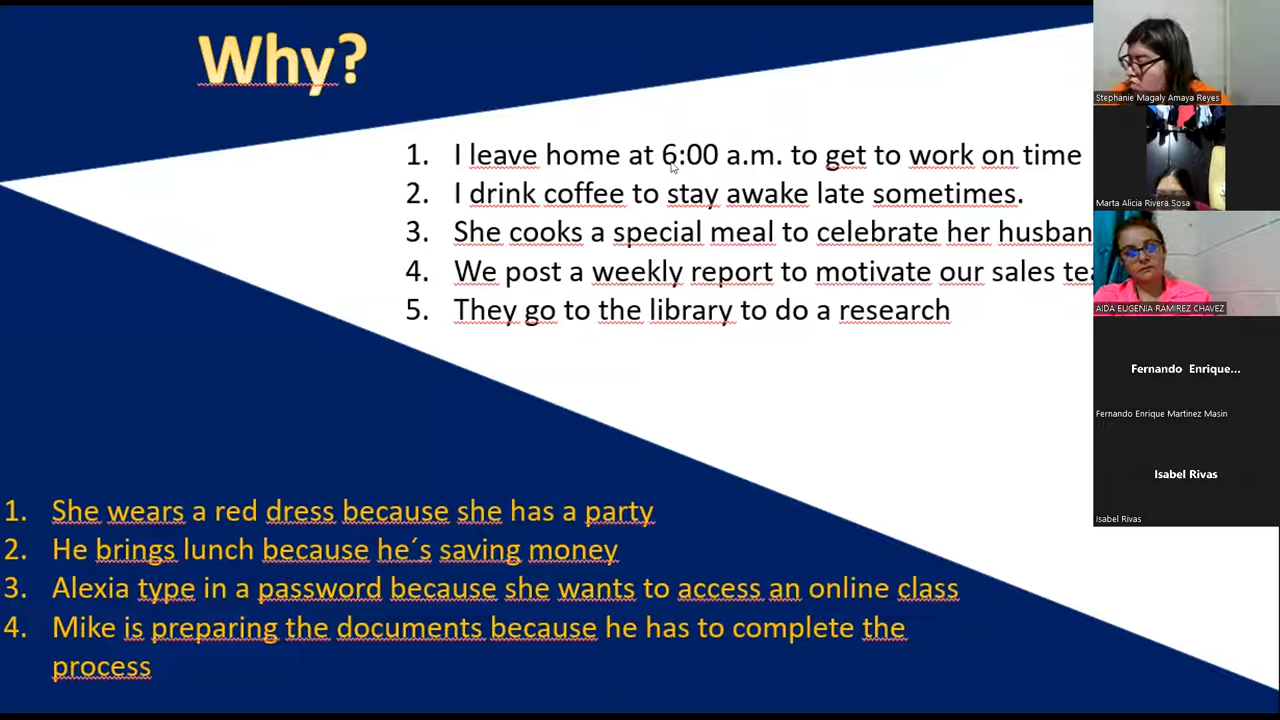 Why?
1. I leave home at 6:00 a.m. to get to work on time
2. I drink coffee to stay awake late sometimes.
3. She cooks a special meal to celebrate her
4. We post a weekly report to motivate our sales
5. They go to the library to do a research
1. She wears a red dress because she has a party
2. He brings lunch because he´s saving money
3. Alexia type in a password because she wants to access an online class
4. Mike is preparing the documents because he has to complete the
process
Stephanie Magaly Amaya Reyes
Marta Alicia Rivera Sosa
AIDA EUGENIA RAMIREZ CHAVEZ
Fernando Enrique...
Fernando Enrique Martinez Masin
Isabel Rivas
Isabel Rivas